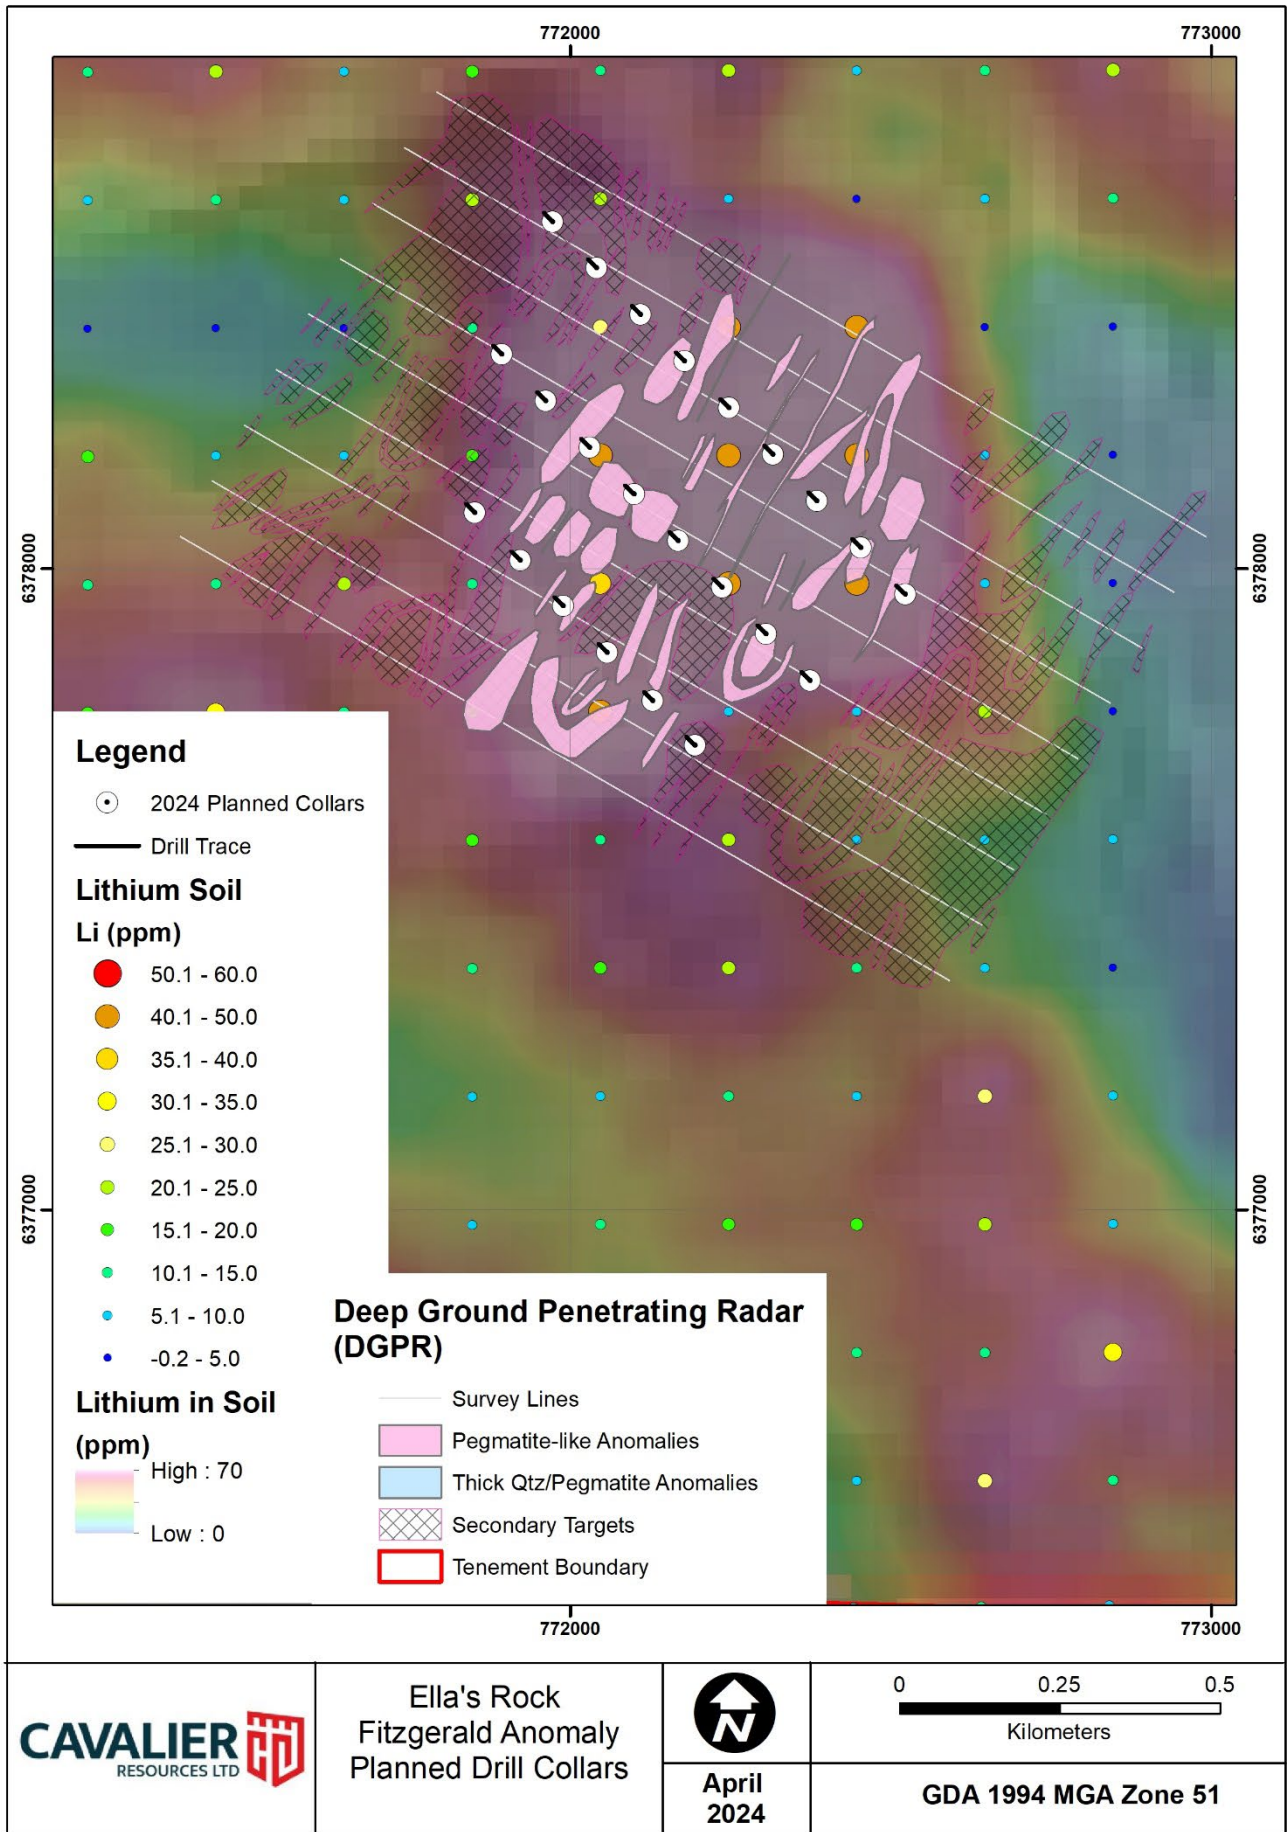 772000
773000
6378000
6378000
Legend
2024 Planned Collars
Drill Trace
Lithium Soil
Li (ppm)
50.1 - 60.0
40.1 - 50.0
35.1 - 40.0
30.1 - 35.0
25.1 - 30.0
20.1 - 25.0
15.1 - 20.0
10.1 - 15.0
5.1 - 10.0
-0.2 - 5.0
Lithium in Soil
(ppm)
High : 70
Low : 0
6377000
6377000
Deep Ground Penetrating Radar
(DGPR)
Survey Lines
Pegmatite-like Anomalies
Thick Qtz/Pegmatite Anomalies
Secondary Targets
Tenement Boundary
772000
773000
CAVALIER
RESOURCES LTD
Ella's Rock
Fitzgerald Anomaly
Planned Drill Collars
N
April
2024
0 0.25 0.5
Kilometers
GDA 1994 MGA Zone 51